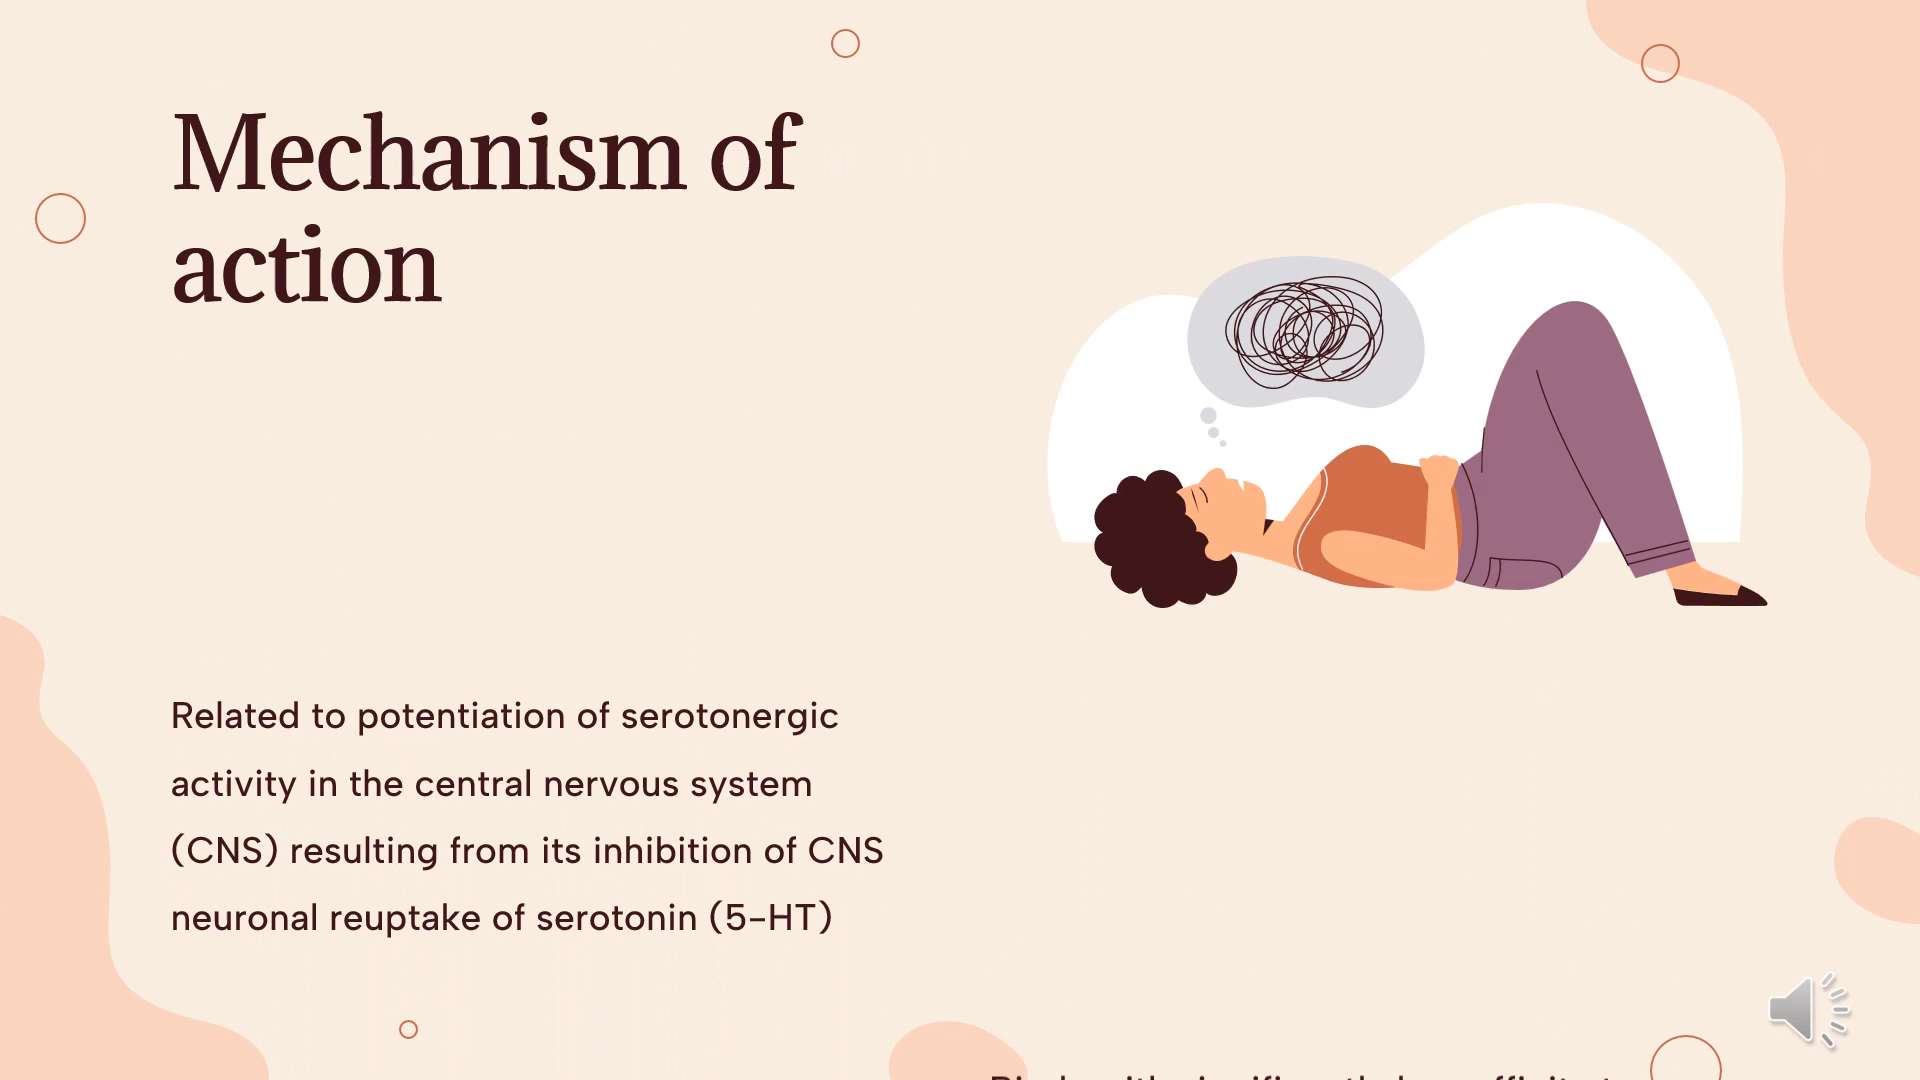 Mechanism of
action
Related to potentiation of serotonergic
activity in the central nervous system
(CNS) resulting from its inhibition of CNS
neuronal reuptake of serotonin (5-HT)